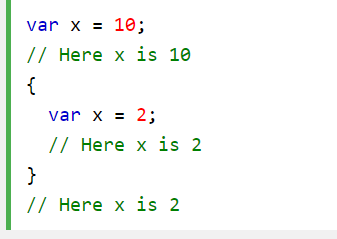 var x = 10;
// Here x is 10
{
  var x = 2;
  // Here x is 2
}
// Here x is 2